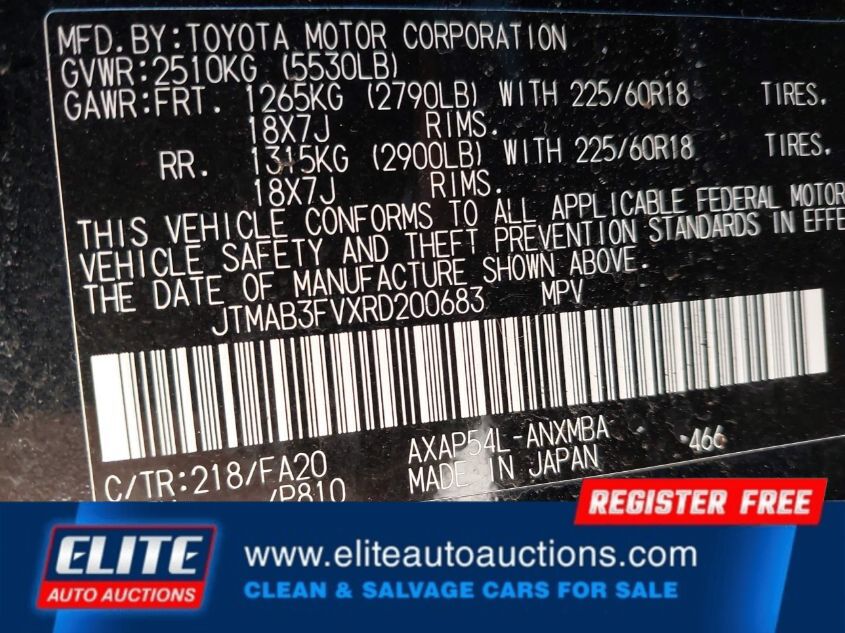 MFD. BY: TOYOTA MOTOR CORPORATION
GVWR: 2510KG (5530LB)
GAWR: FRT. 1265KG (2790LB) WITH 225/60R18 TIRES.
18X7J RIMS.
RR. 1315KG (2900LB) WITH 225/60R18 TIRES.
18X7J RIMS.
THIS VEHICLE CONFORMS TO ALL APPLICABLE FEDERAL MOTOR
VEHICLE SAFETY AND THEFT PREVENTION STANDARDS IN EFFE
THE DATE OF MANUFACTURE SHOWN ABOVE.
JTMAB3FVXRD200683 MPV
C/TR: 218/FA20 AXAP54L-ANXMBA 466
/P810 MADE IN JAPAN
REGISTER FREE
ELITE
AUTO AUCTIONS
www.eliteautoauctions.com
CLEAN & SALVAGE CARS FOR SALE